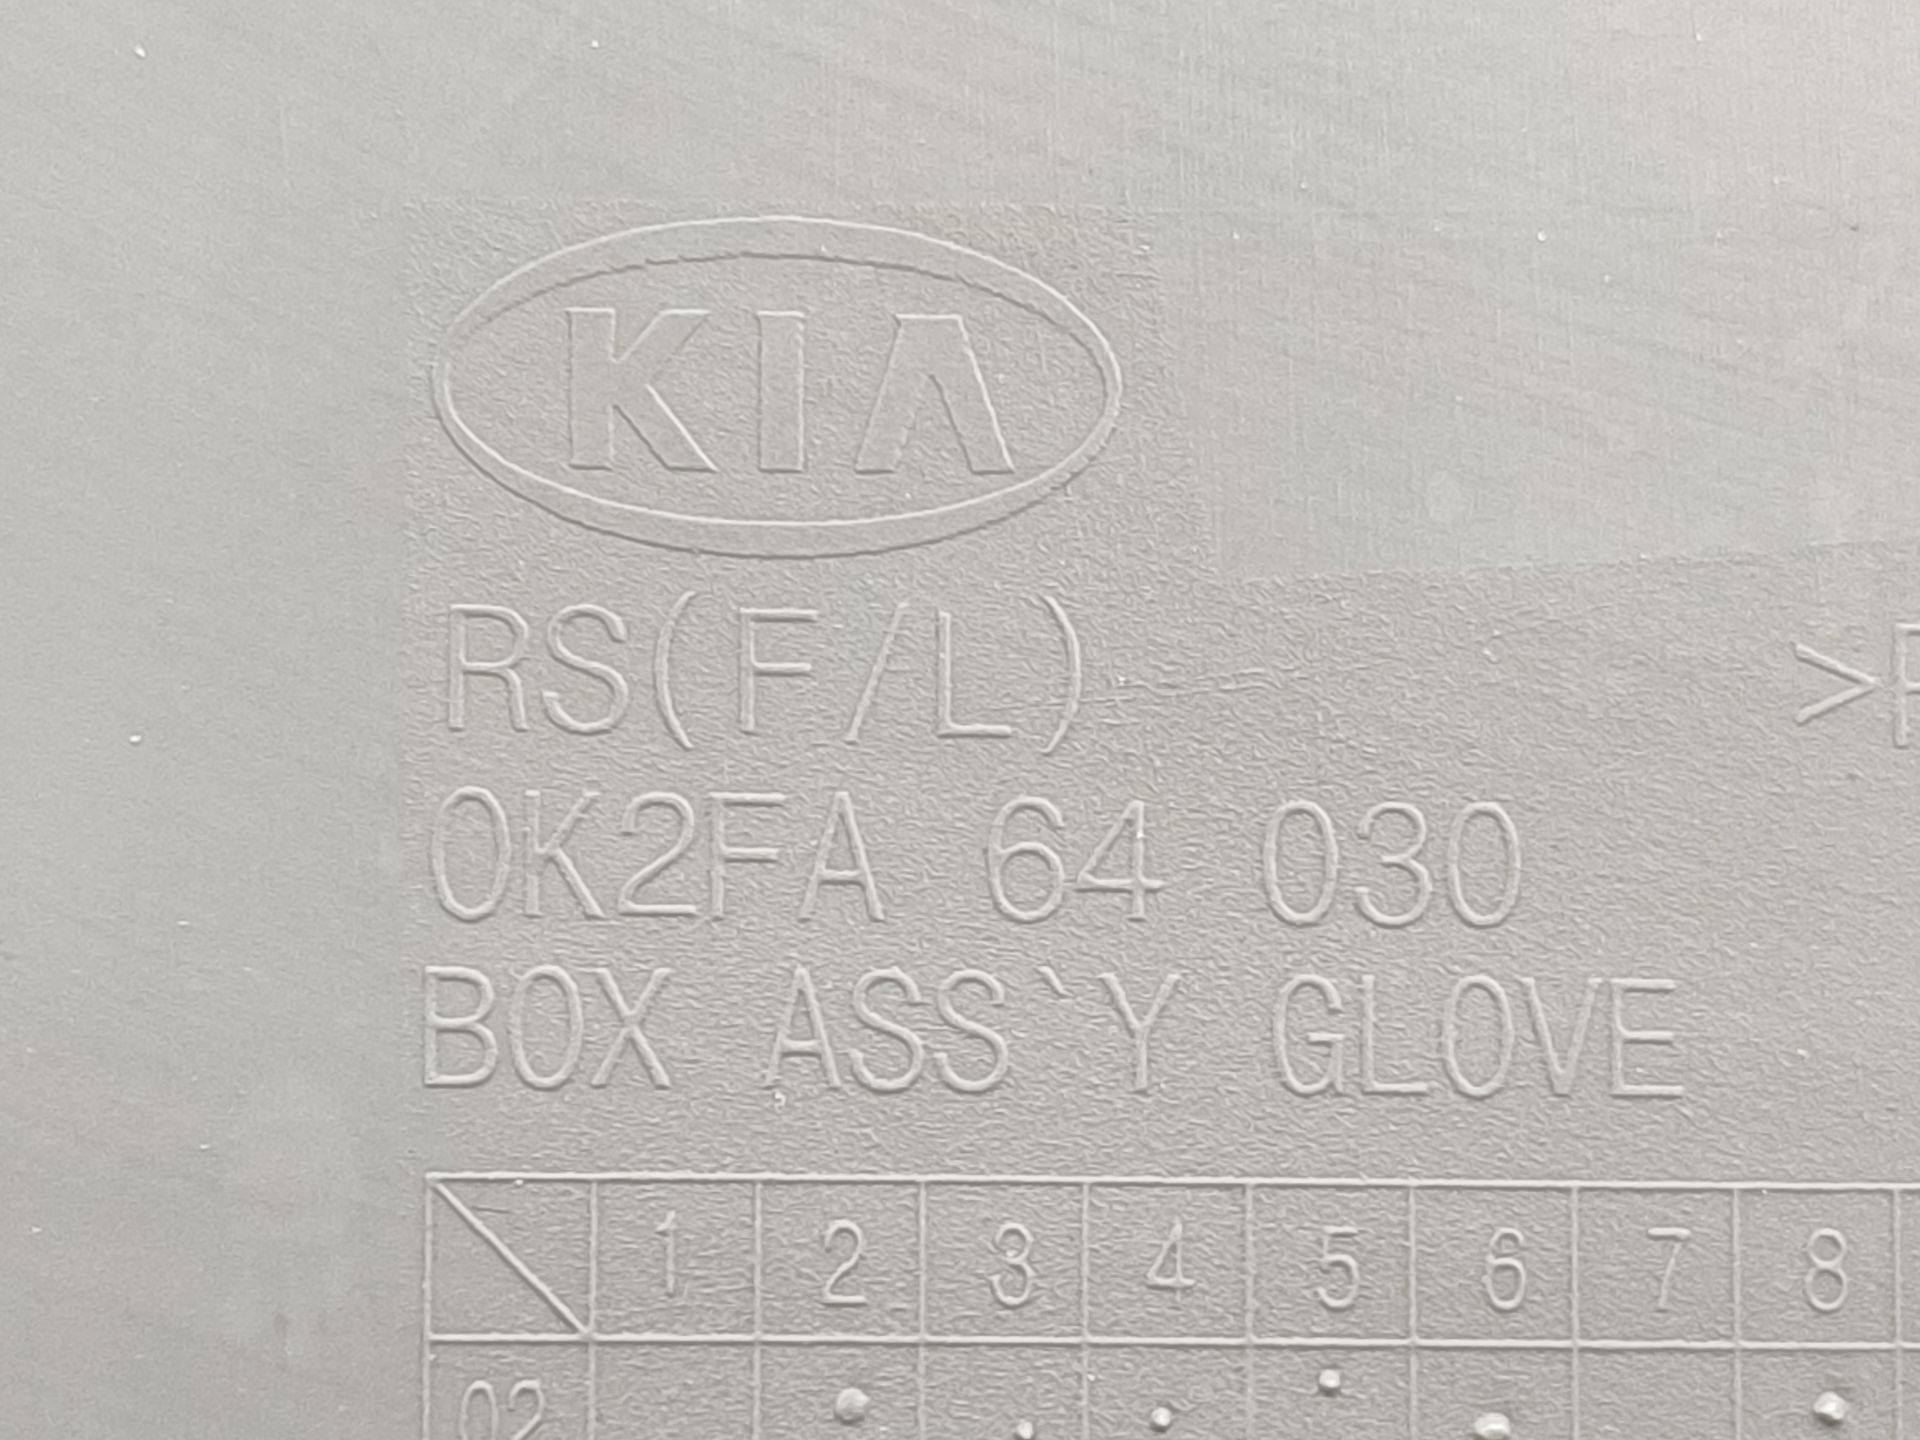 KIA
RS(F/L)
>P
0K2FA 64 030
BOX ASS`Y GLOVE
1 2 3 4 5 6 7 8
02